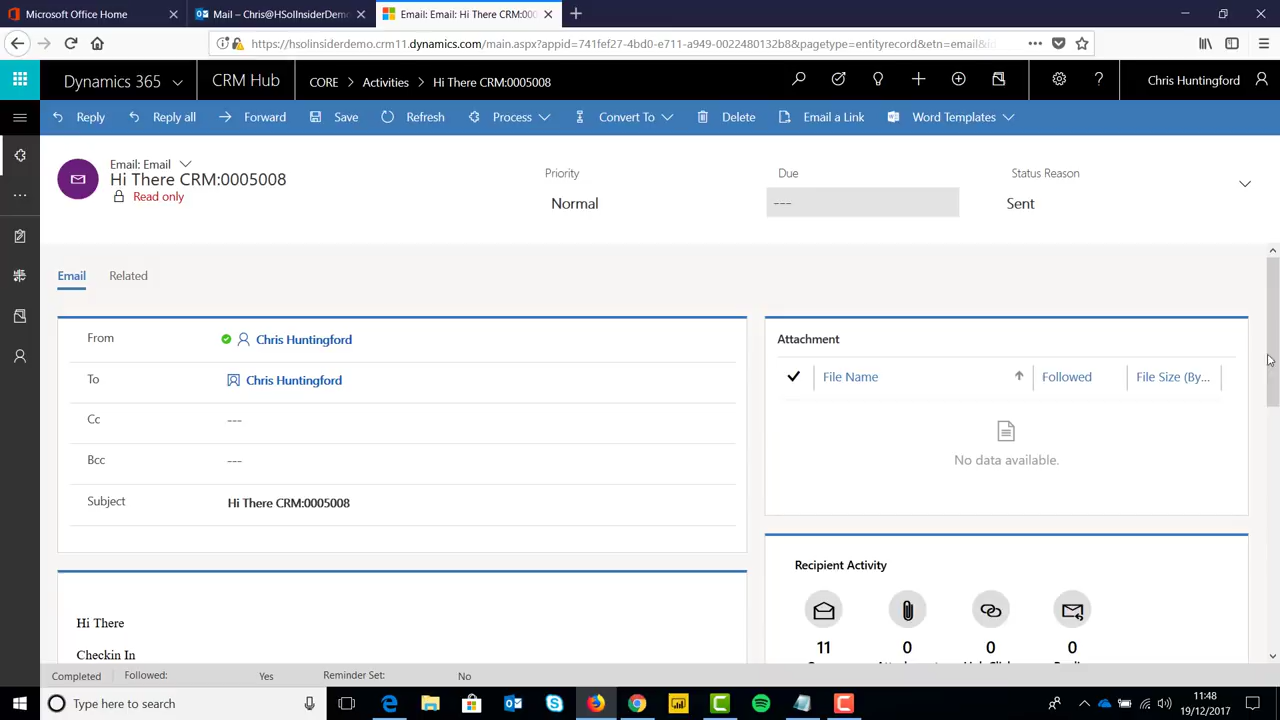 Microsoft Office Home
Mail – Chris@HSolInsiderDemo
Email: Email: Hi There CRM:000
https://hsolinsiderdemo.crm11.dynamics.com/main.aspx?appid=741fef27-4bd0-e711-a949-0022480132b8&pagetype=entityrecord&etn=email&
Dynamics 365
CRM Hub
CORE > Activities > Hi There CRM:0005008
Chris Huntingford
Reply Reply all Forward Save Refresh Process Convert To Delete Email a Link Word Templates
Email: Email
Hi There CRM:0005008
Read only
Priority
Normal
Due
---
Status Reason
Sent
Email Related
From Chris Huntingford
To Chris Huntingford
Cc ---
Bcc ---
Subject Hi There CRM:0005008
Attachment
File Name Followed File Size (By...
No data available.
Recipient Activity
11 0 0 0
Hi There
Checkin In
Completed Followed: Yes Reminder Set: No
Type here to search
11:48
19/12/2017